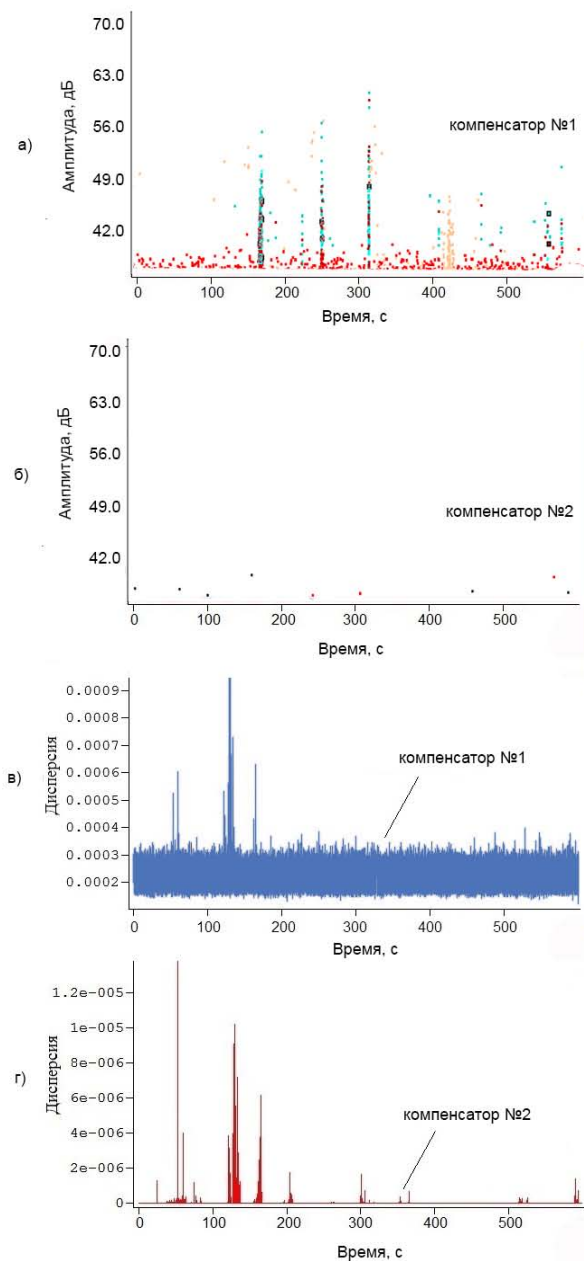 70.0
63.0
56.0
49.0
42.0
Амплитуда, дБ
а)
компенсатор №1
0 100 200 300 400 500
Время, с
70.0
63.0
56.0
49.0
42.0
Амплитуда, дБ
б)
компенсатор №2
0 100 200 300 400 500
Время, с
0.0009
0.0008
0.0007
0.0006
0.0005
0.0004
0.0003
0.0002
Дисперсия
в)
компенсатор №1
0 100 200 300 400 500
Время, с
1.2e-005
1e-005
8e-006
6e-006
4e-006
2e-006
0
Дисперсия
г)
компенсатор №2
0 100 200 300 400 500
Время, с